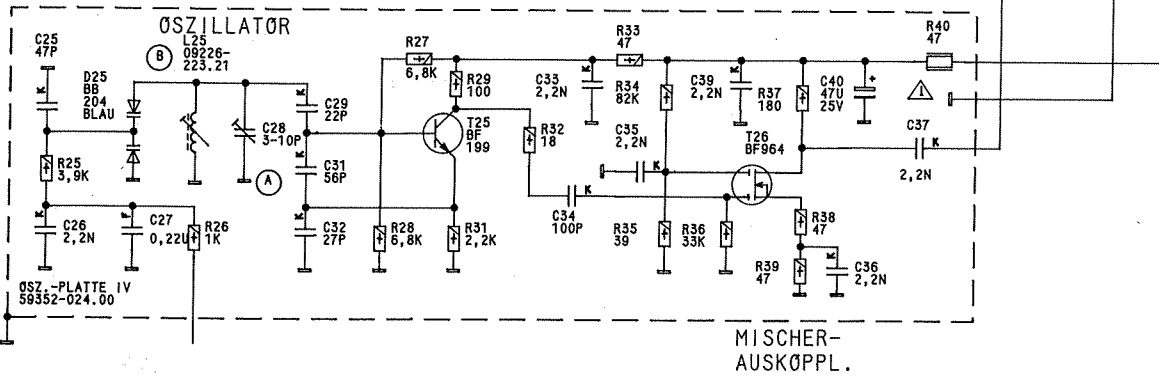 OSZILLATOR
C25
47P
B
L25
09226-
223.21
D25
BB
204
BLAU
K
K
C29
22P
C28
3-10P
A
R25
3,9K
C31
56P
K
K
C26
2,2N
K
F
C27
0,22U
R26
1K
K
C32
27P
OSZ.-PLATTE IV
59352-024.00
R27
6,8K
R29
100
T25
BF
199
R28
6,8K
R31
2,2K
R32
18
K
C34
100P
C33
2,2N
K
R33
47
R34
82K
C35
2,2N
K
C39
2,2N
K
R37
180
C40
47U
25V
+
R40
47
T26
BF964
C37
K
2,2N
R35
39
R36
33K
R38
47
R39
47
K
C36
2,2N
MISCHER-
AUSKOPPL.